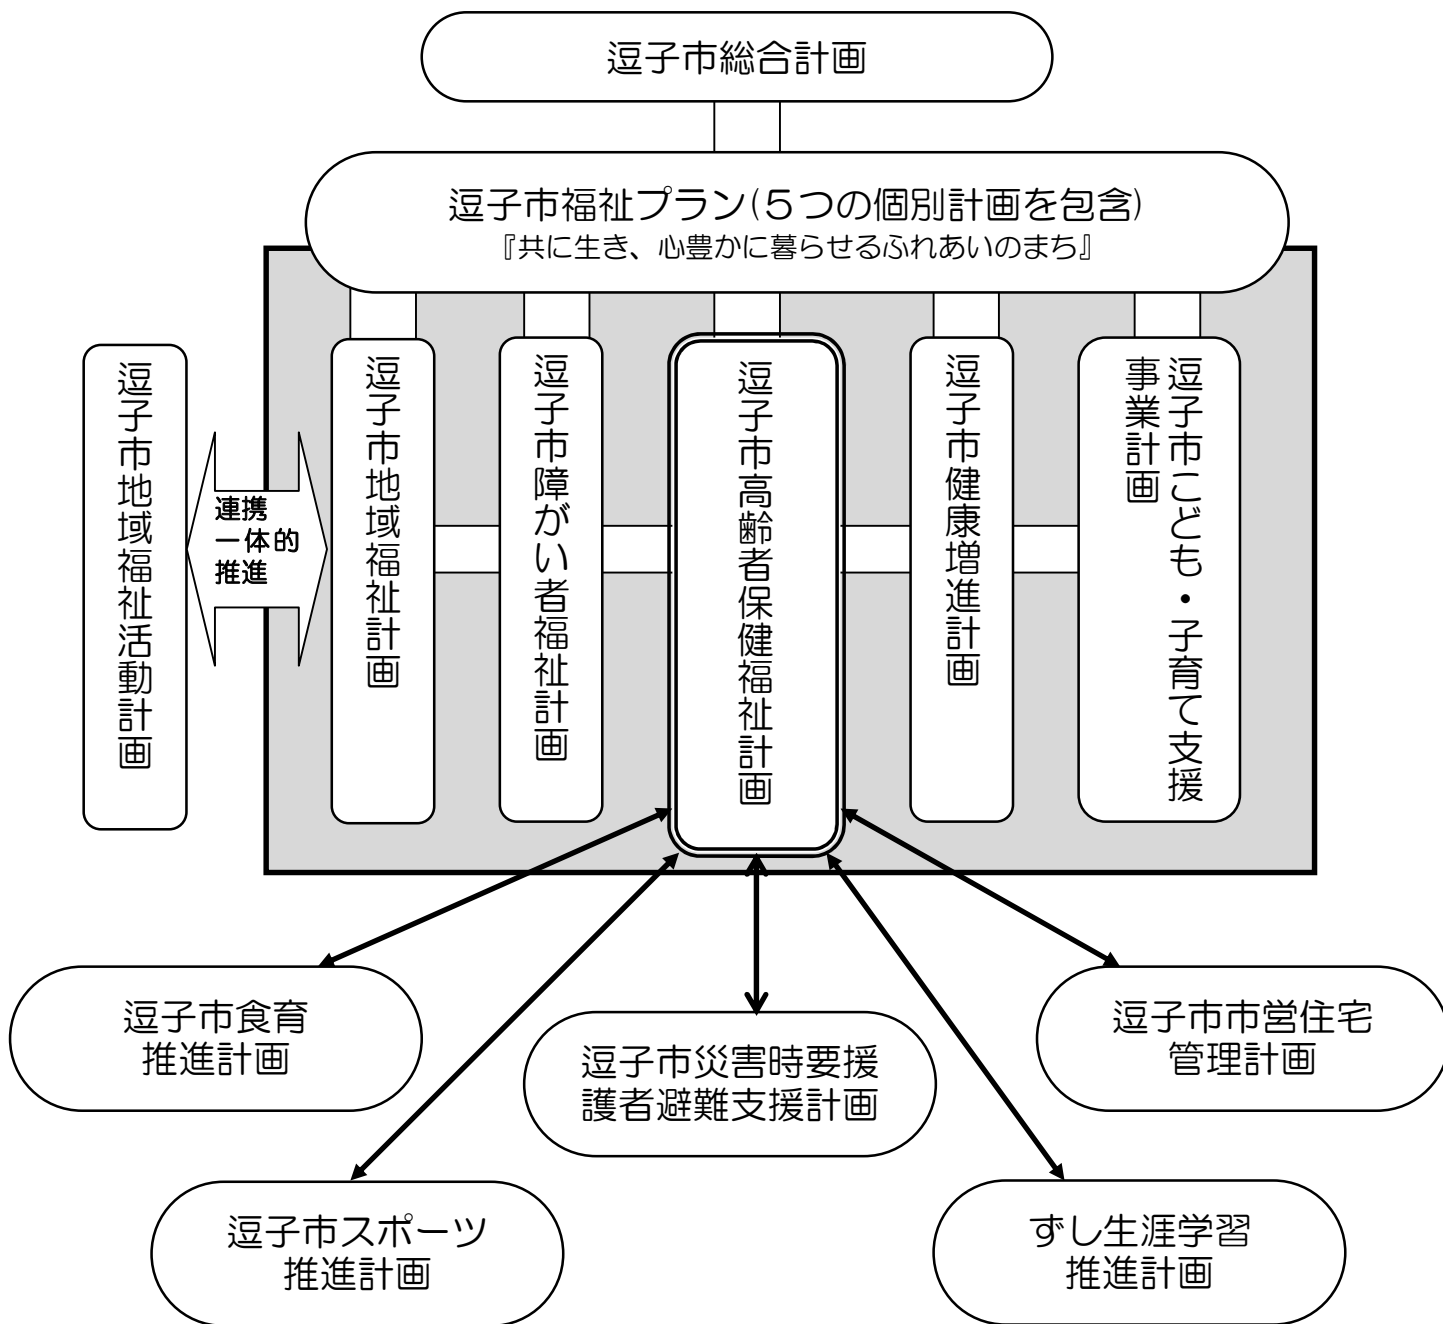 逗子市総合計画
逗子市福祉プラン(５つの個別計画を包含)
『共に生き、心豊かに暮らせるふれあいのまち』
逗子市地域福祉活動計画
連携
一体的
推進
逗子市地域福祉計画
逗子市障がい者福祉計画
逗子市高齢者保健福祉計画
逗子市健康増進計画
逗子市こども・子育て支援
事業計画
逗子市食育
推進計画
逗子市災害時要援
護者避難支援計画
逗子市市営住宅
管理計画
逗子市スポーツ
推進計画
ずし生涯学習
推進計画